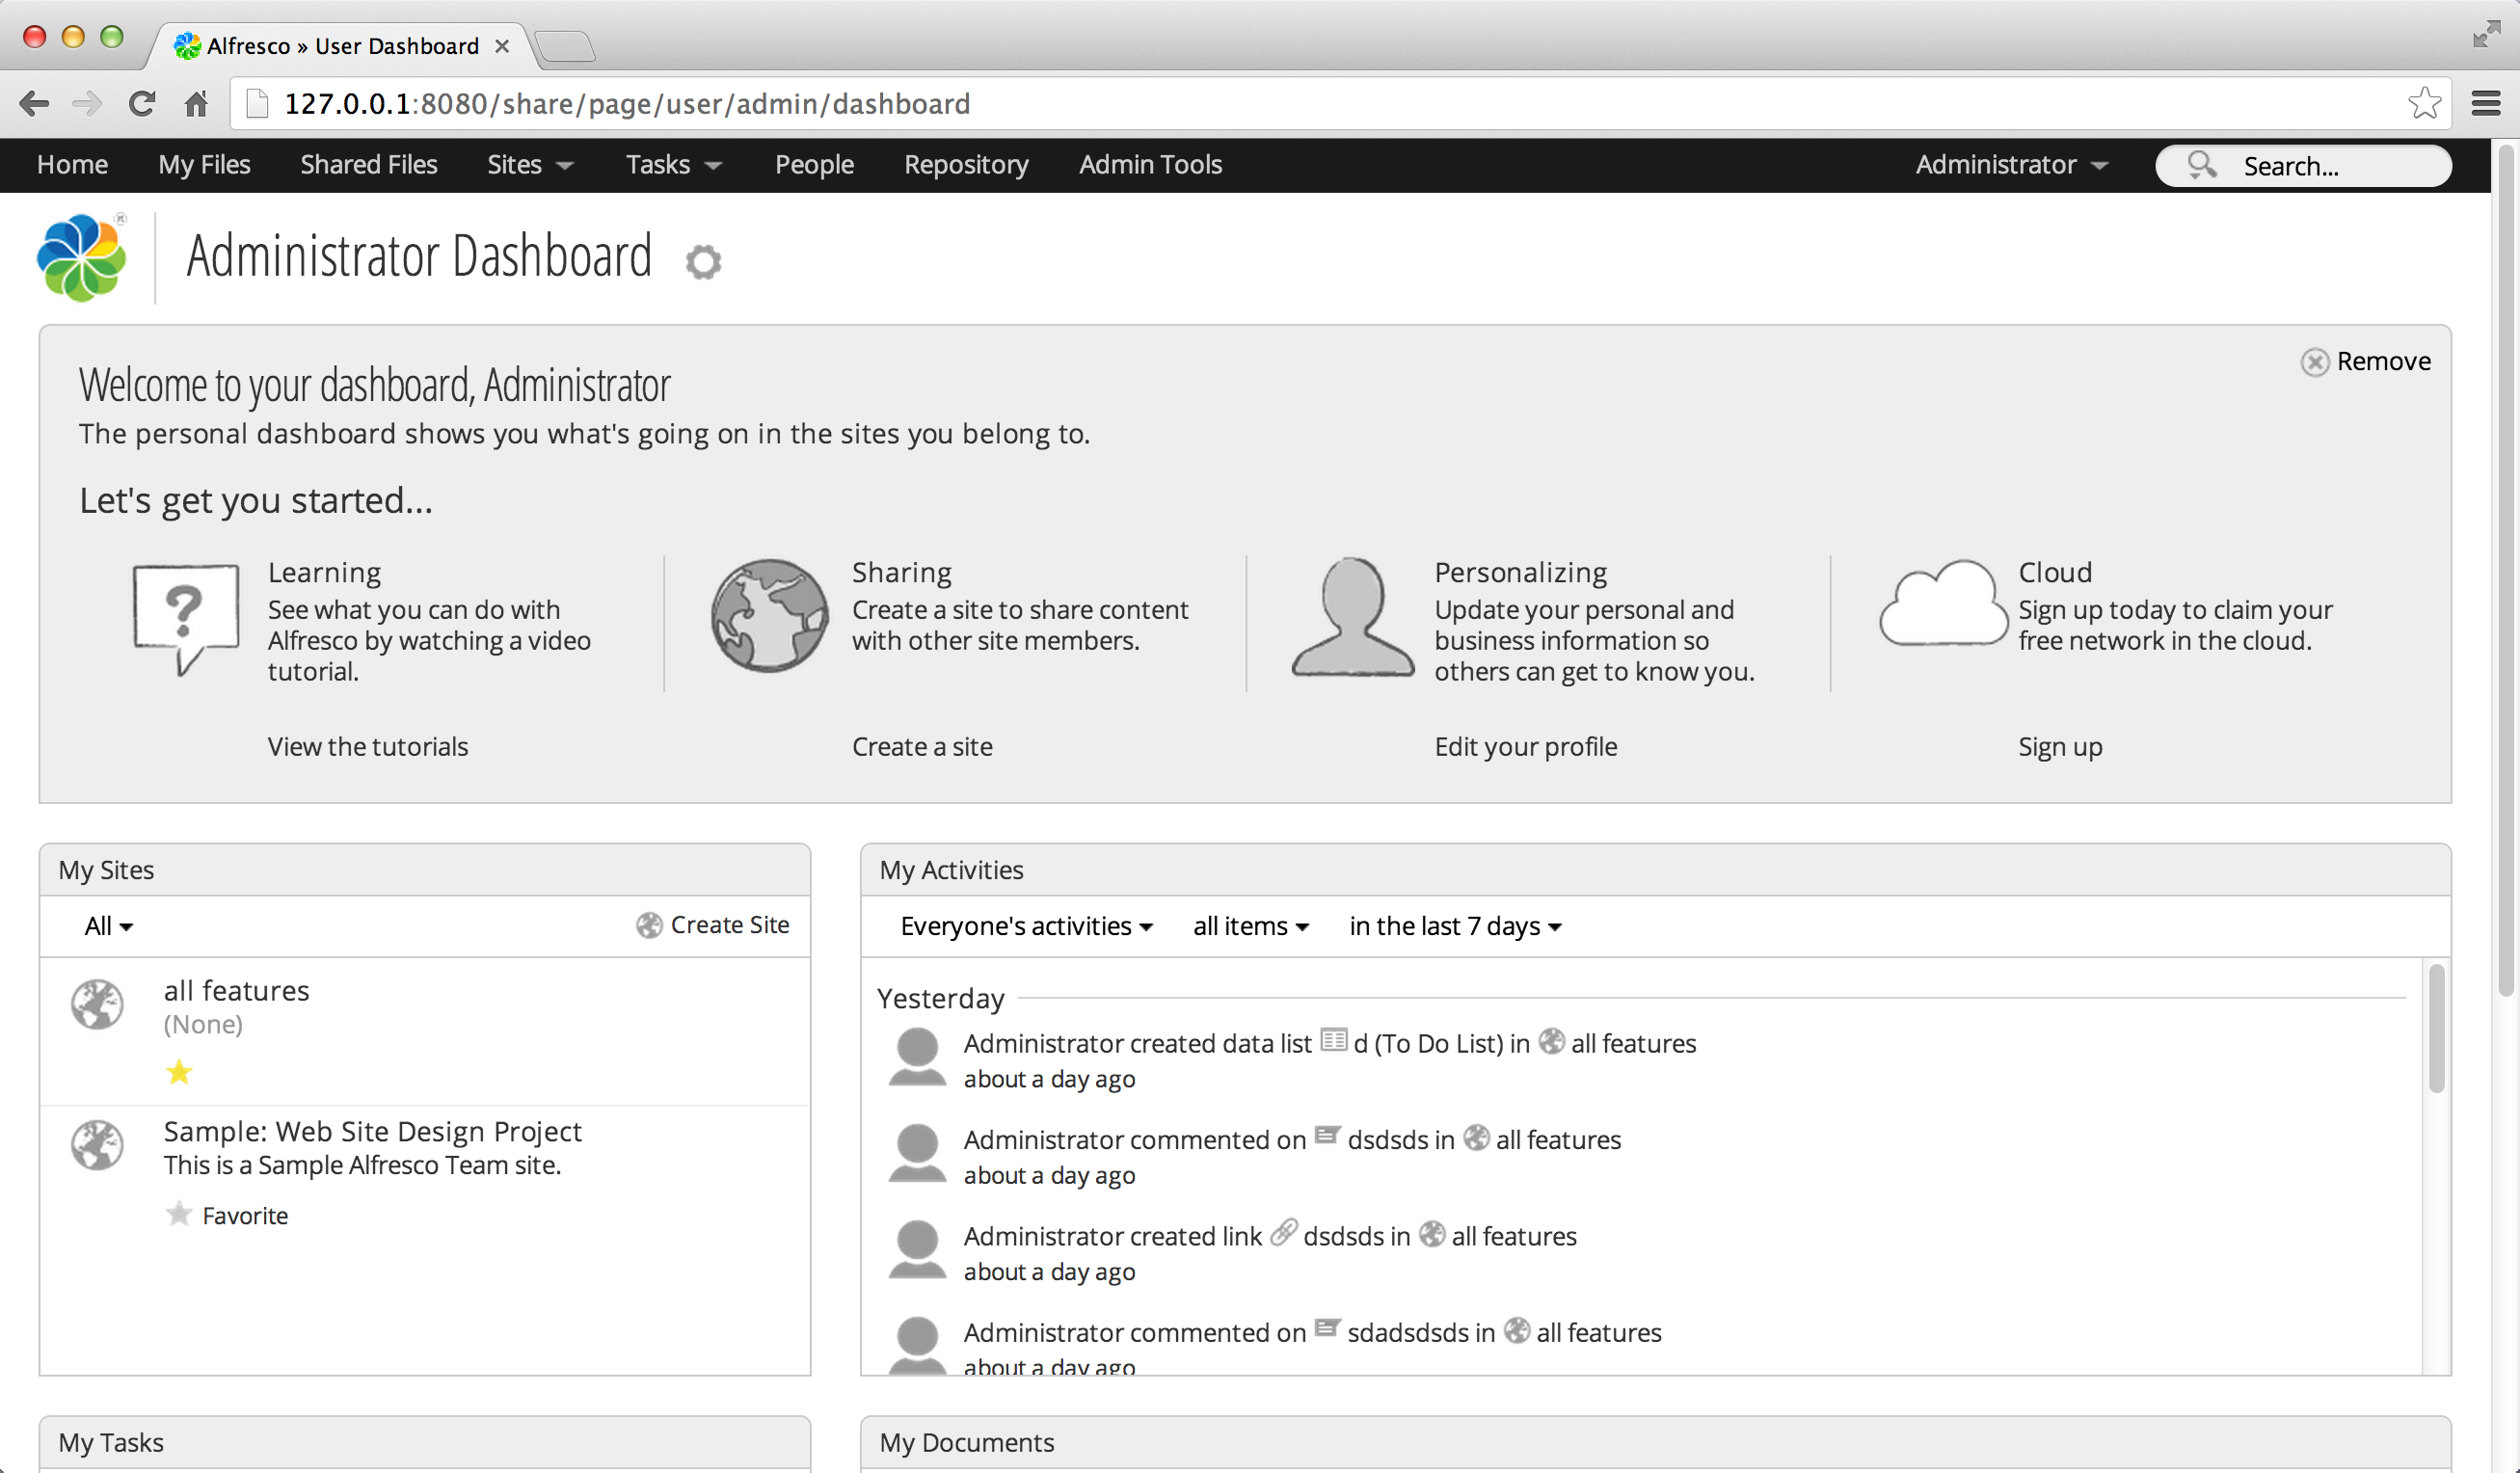 Alfresco » User Dashboard
127.0.0.1:8080/share/page/user/admin/dashboard
Home My Files Shared Files Sites Tasks People Repository Admin Tools Administrator Search...
Administrator Dashboard
Remove
Welcome to your dashboard, Administrator
The personal dashboard shows you what's going on in the sites you belong to.
Let's get you started...
Learning
See what you can do with
Alfresco by watching a video
tutorial.
View the tutorials
Sharing
Create a site to share content
with other site members.
Create a site
Personalizing
Update your personal and
business information so
others can get to know you.
Edit your profile
Cloud
Sign up today to claim your
free network in the cloud.
Sign up
My Sites
All Create Site
all features
(None)
Sample: Web Site Design Project
This is a Sample Alfresco Team site.
Favorite
My Activities
Everyone's activities all items in the last 7 days
Yesterday
Administrator created data list d (To Do List) in all features
about a day ago
Administrator commented on dsdsds in all features
about a day ago
Administrator created link dsdsds in all features
about a day ago
Administrator commented on sdadsdsds in all features
about a day ago
My Tasks
My Documents